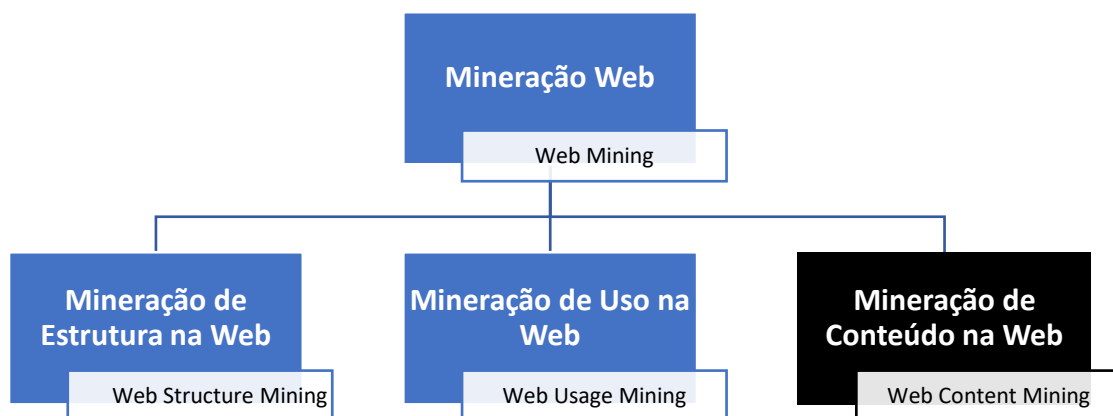 Mineração Web
Web Mining
Mineração de
Estrutura na Web
Web Structure Mining
Mineração de Uso na
Web
Web Usage Mining
Mineração de
Conteúdo na Web
Web Content Mining